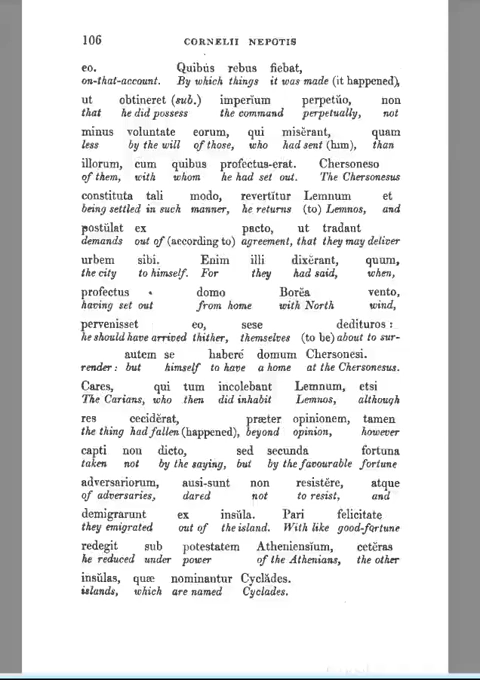 106 CORNELII NEPOTIS
eo. Quibus rebus fiebat,
on-that-account. By which things it was made (it happened),
ut obtineret (sub.) imperĭum perpetŭo, non
that he did possess the command perpetually, not
minus voluntate eorum, qui misĕrant, quam
less by the will of those, who had sent (him), than
illorum, cum quibus profectus-erat. Chersoneso
of them, with whom he had set out. The Chersonesus
constituta tali modo, revertĭtur Lemnum et
being settled in such manner, he returns (to) Lemnos, and
postŭlat ex pacto, ut tradant
demands out of (according to) agreement, that they may deliver
urbem sibi. Enim illi dixĕrant, quum,
the city to himself. For they had said, when,
profectus domo Borĕa vento,
having set out from home with North wind,
pervenisset eo, sese dedituros:
he should have arrived thither, themselves (to be) about to sur-
autem se haberé domum Chersonesi.
render: but himself to have a home at the Chersonesus.
Cares, qui tum incolebant Lemnum, etsi
The Carians, who then did inhabit Lemnos, although
res cecidĕrat, præter opinionem, tamen
the thing had fallen (happened), beyond opinion, however
capti non dicto, sed secunda fortuna
taken not by the saying, but by the favourable fortune
adversariorum, ausi-sunt non resistĕre, atque
of adversaries, dared not to resist, and
demigrarunt ex insŭla. Pari felicitate
they emigrated out of the island. With like good-fortune
redegit sub potestatem Atheniensĭum, cetĕras
he reduced under power of the Athenians, the other
insŭlas, quæ nominantur Cyclădes.
islands, which are named Cyclades.